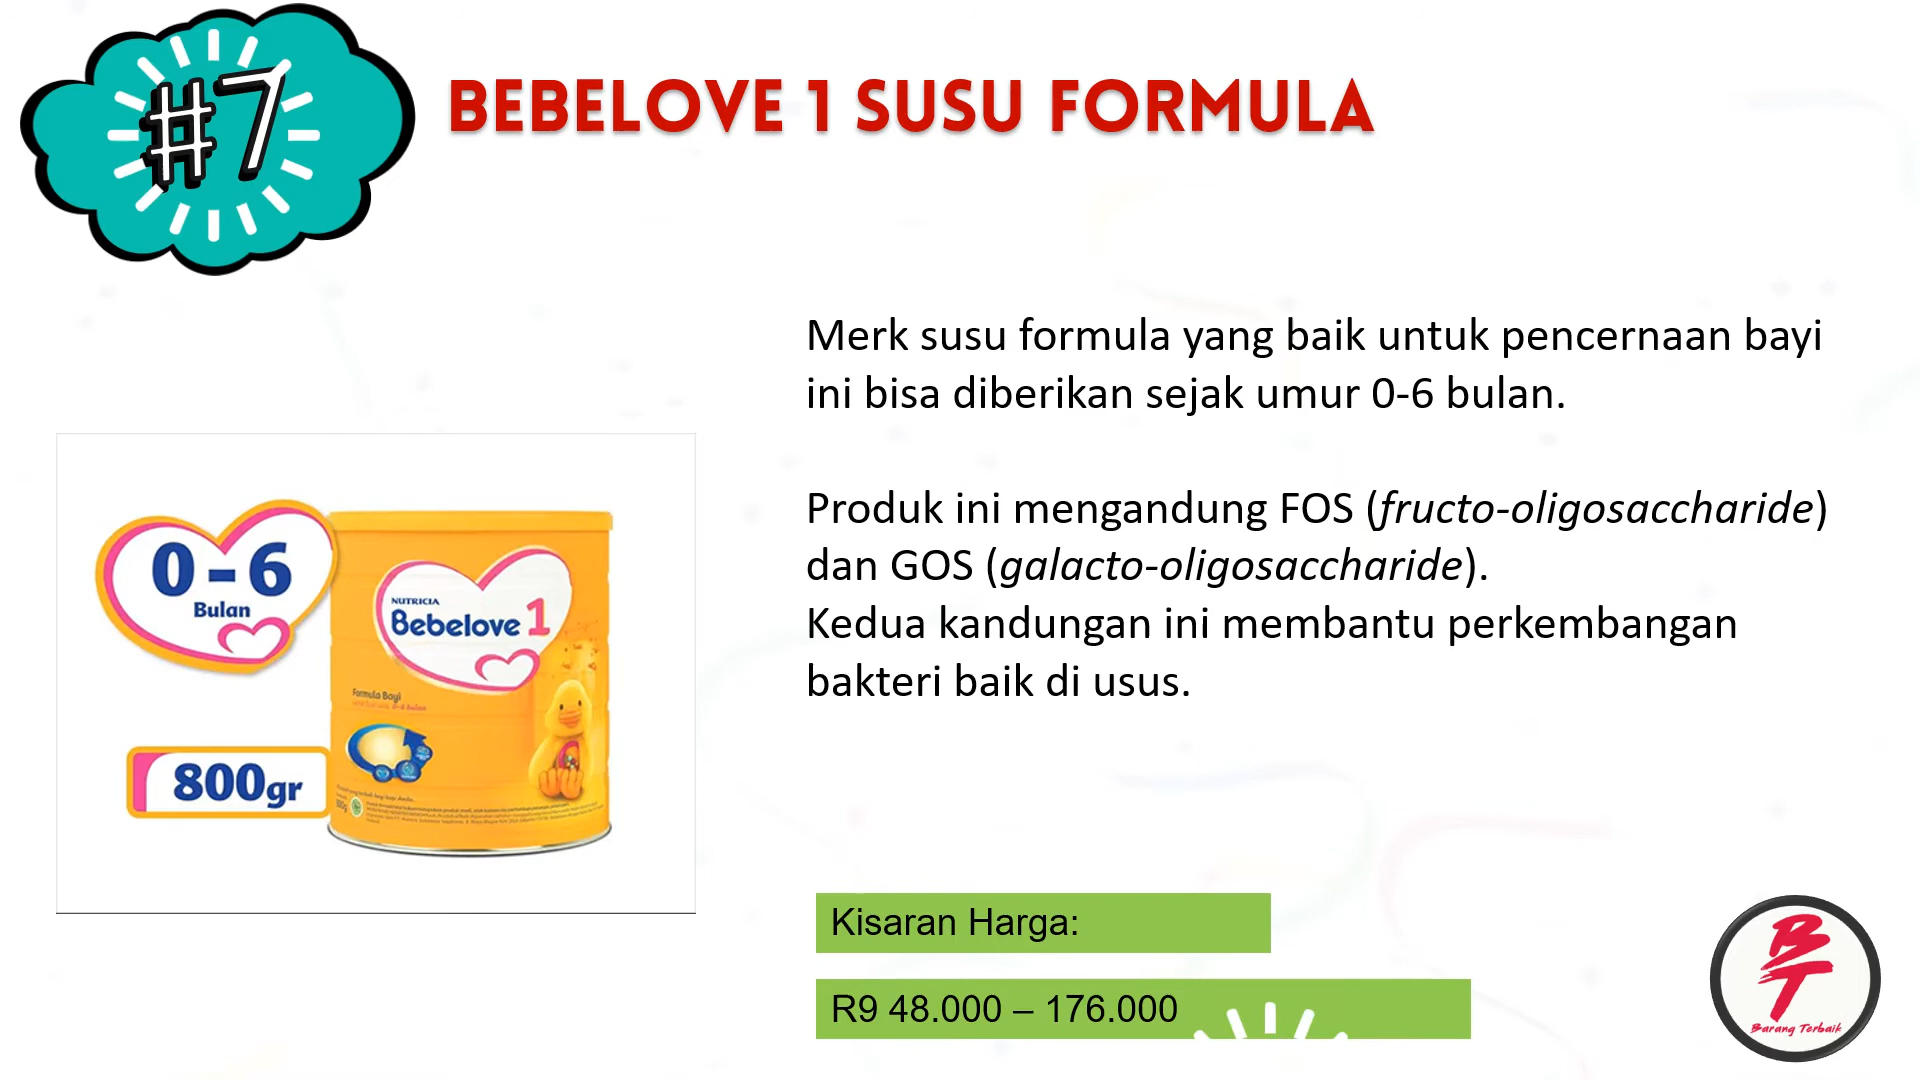 #7
BEBELOVE 1 SUSU FORMULA
Merk susu formula yang baik untuk pencernaan bayi
ini bisa diberikan sejak umur 0-6 bulan.
Produk ini mengandung FOS (fructo-oligosaccharide)
dan GOS (galacto-oligosaccharide).
Kedua kandungan ini membantu perkembangan
bakteri baik di usus.
0-6
Bulan
NUTRICIA
Bebelove 1
Formula Bayi
800gr
Kisaran Harga:
R9 48.000 – 176.000
BT
Barang Terbaik